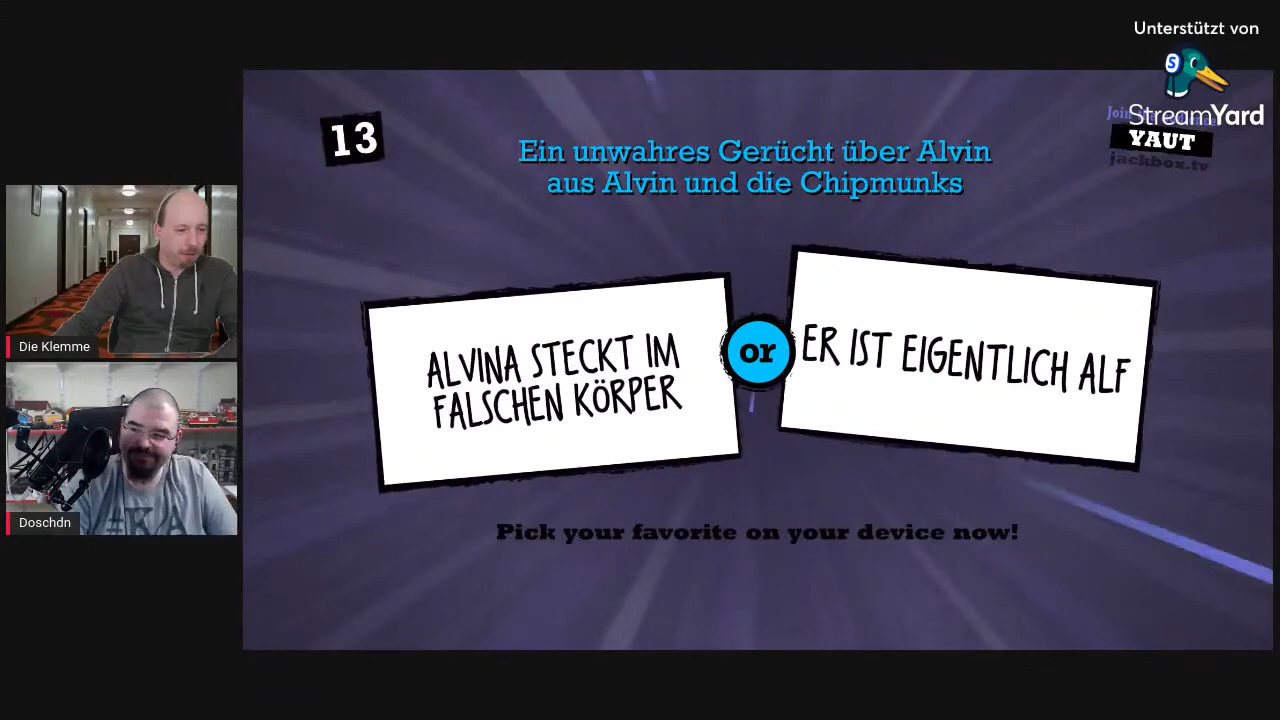 Unterstützt von
StreamYard
13
YAUT
jackbox.tv
Ein unwahres Gerücht über Alvin
aus Alvin und die Chipmunks
ALVINA STECKT IM
FALSCHEN KÖRPER
or
ER IST EIGENTLICH ALF
Pick your favorite on your device now!
Die Klemme
Doschdn